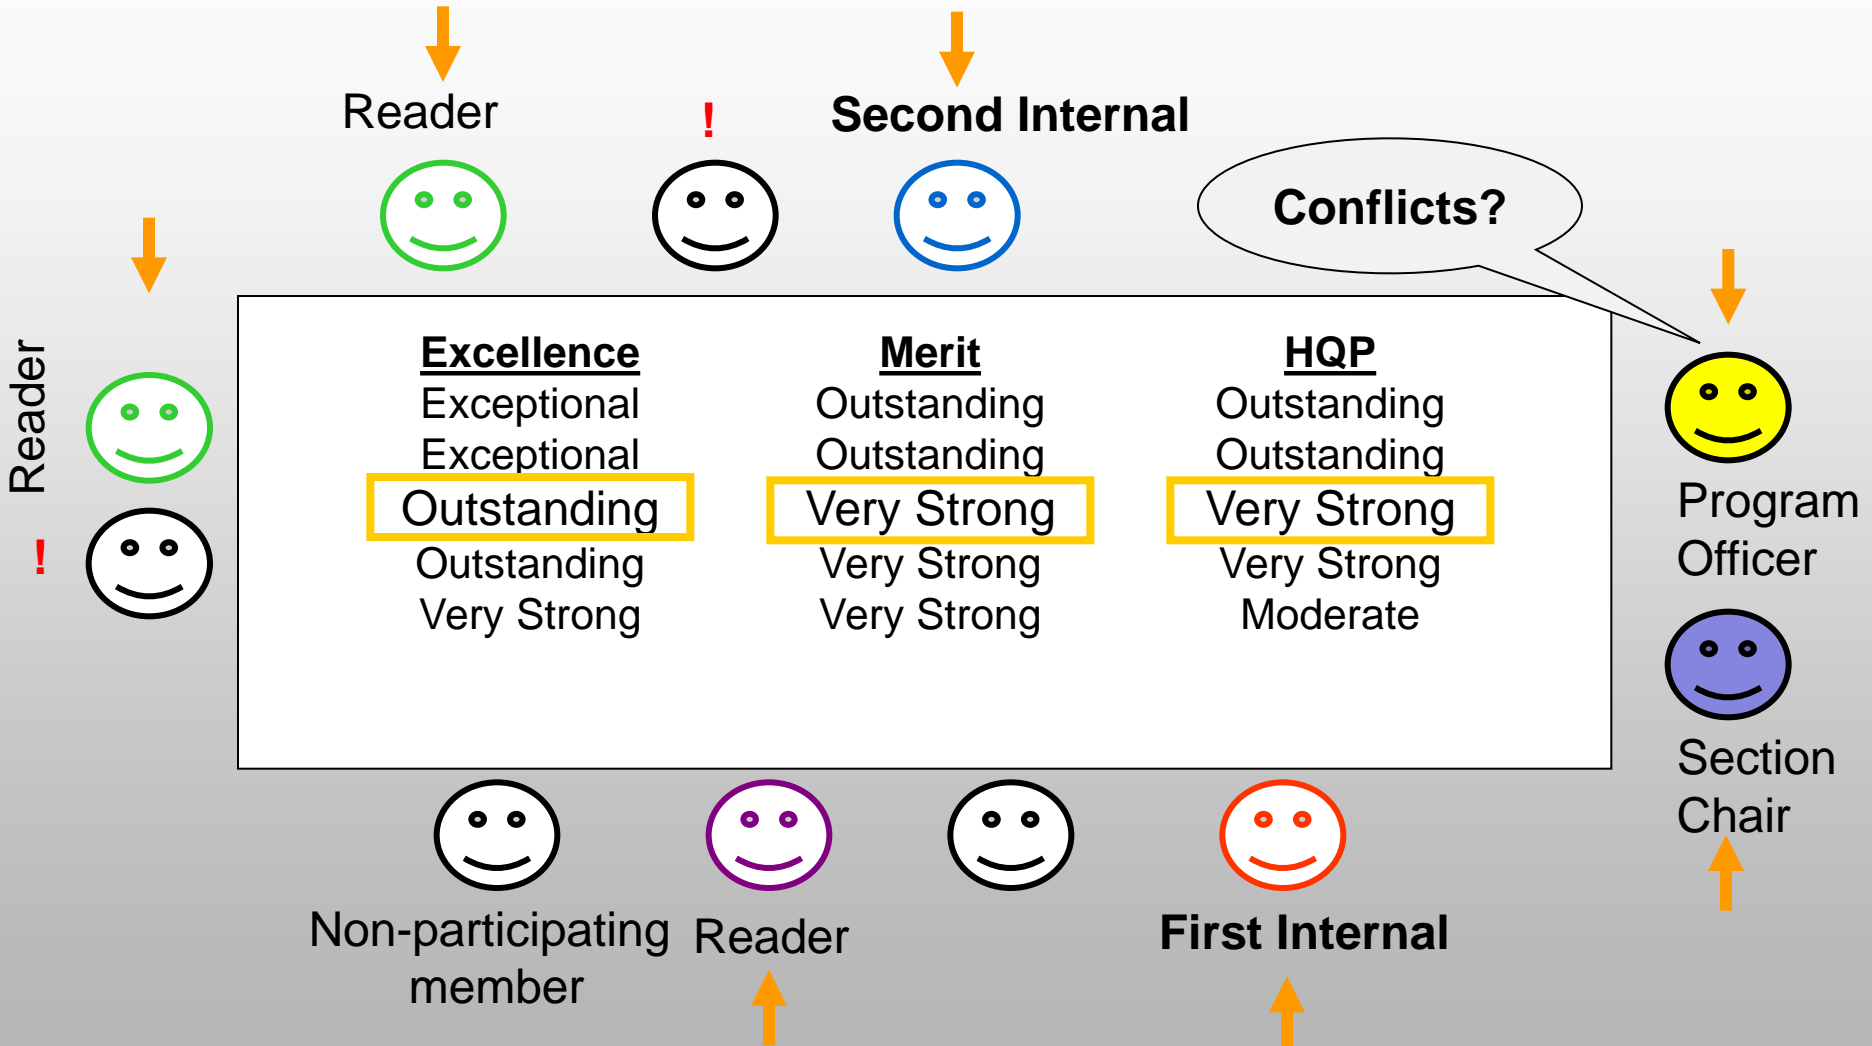 Reader
!
Second Internal
Conflicts?
Reader
!
Excellence
Exceptional
Exceptional
Outstanding
Outstanding
Very Strong
Merit
Outstanding
Outstanding
Very Strong
Very Strong
Very Strong
HQP
Outstanding
Outstanding
Very Strong
Very Strong
Moderate
Program
Officer
Section
Chair
Non-participating
member
Reader
First Internal